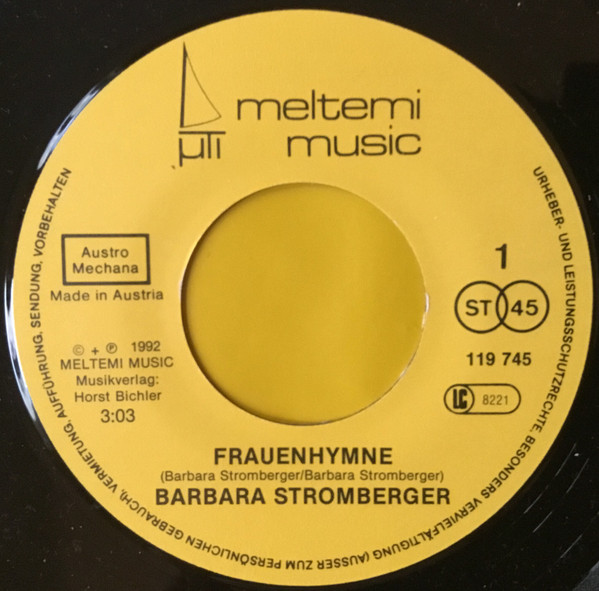 meltemi
music
µTi
Austro
Mechana
Made in Austria
© + ℗ 1992
MELTEMI MUSIC
Musikverlag:
Horst Bichler
3:03
1
ST 45
119 745
LC 8221
FRAUENHYMNE
(Barbara Stromberger/Barbara Stromberger)
BARBARA STROMBERGER
URHEBER- UND LEISTUNGSSCHUTZRECHTE, BESONDERS VERVIELFÄLTIGUNG (AUSSER ZUM PERSÖNLICHEN GEBRAUCH), VERMIETUNG, AUFFÜHRUNG, SENDUNG, VORBEHALTEN